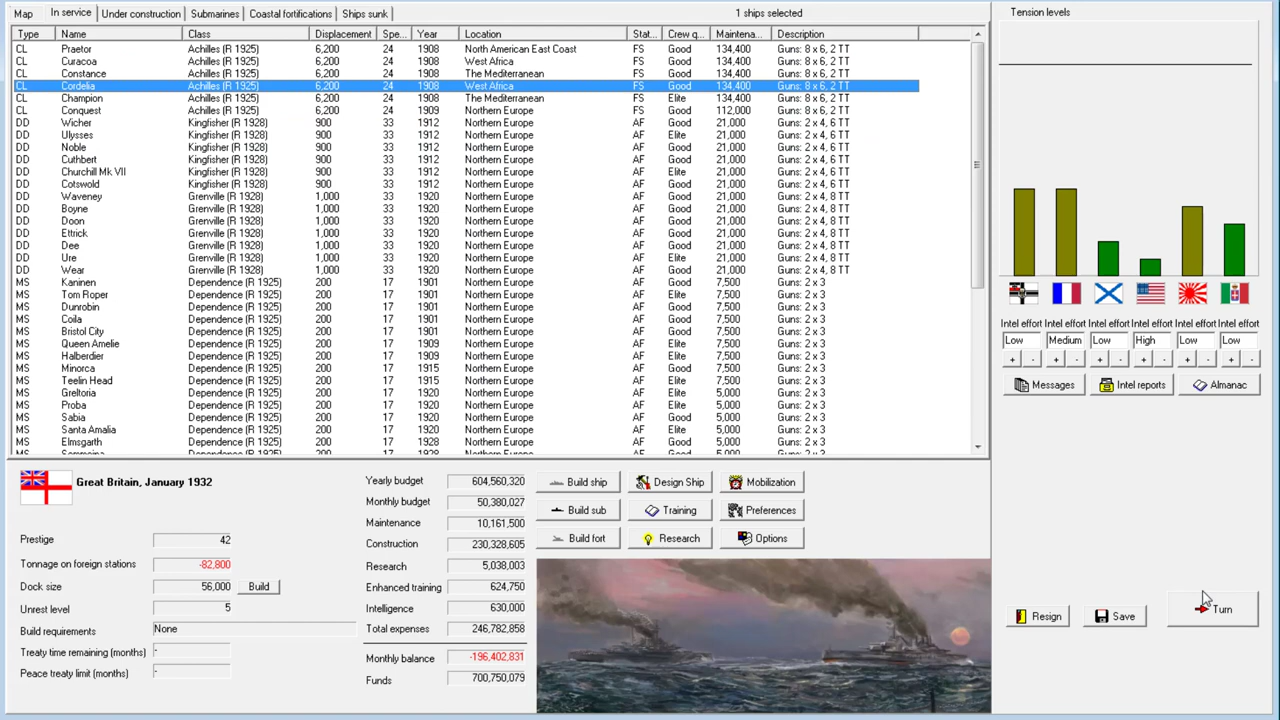 Map In service Under construction Submarines Coastal fortifications Ships sunk 1 ships selected
Type Name Class Displacement Spe... Year Location Stat... Crew q... Maintena... Description
CL Praetor Achilles (R 1925) 6,200 24 1908 North American East Coast FS Good 134,400 Guns: 8 x 6, 2 TT
CL Curacoa Achilles (R 1925) 6,200 24 1908 West Africa FS Good 134,400 Guns: 8 x 6, 2 TT
CL Constance Achilles (R 1925) 6,200 24 1908 The Mediterranean FS Good 134,400 Guns: 8 x 6, 2 TT
CL Cordelia Achilles (R 1925) 6,200 24 1908 West Africa FS Good 134,400 Guns: 8 x 6, 2 TT
CL Champion Achilles (R 1925) 6,200 24 1908 The Mediterranean FS Elite 134,400 Guns: 8 x 6, 2 TT
CL Conquest Achilles (R 1925) 6,200 24 1909 Northern Europe FS Good 112,000 Guns: 8 x 6, 2 TT
DD Wicher Kingfisher (R 1928) 900 33 1912 Northern Europe AF Good 21,000 Guns: 2 x 4, 6 TT
DD Ulysses Kingfisher (R 1928) 900 33 1912 Northern Europe AF Elite 21,000 Guns: 2 x 4, 6 TT
DD Noble Kingfisher (R 1928) 900 33 1912 Northern Europe AF Good 21,000 Guns: 2 x 4, 6 TT
DD Cuthbert Kingfisher (R 1928) 900 33 1912 Northern Europe AF Good 21,000 Guns: 2 x 4, 6 TT
DD Churchill Mk VII Kingfisher (R 1928) 900 33 1912 Northern Europe AF Elite 21,000 Guns: 2 x 4, 6 TT
DD Cotswold Kingfisher (R 1928) 900 33 1912 Northern Europe AF Good 21,000 Guns: 2 x 4, 6 TT
DD Waveney Grenville (R 1928) 1,000 33 1920 Northern Europe AF Good 21,000 Guns: 2 x 4, 8 TT
DD Boyne Grenville (R 1928) 1,000 33 1920 Northern Europe AF Good 21,000 Guns: 2 x 4, 8 TT
DD Doon Grenville (R 1928) 1,000 33 1920 Northern Europe AF Good 21,000 Guns: 2 x 4, 8 TT
DD Ettrick Grenville (R 1928) 1,000 33 1920 Northern Europe AF Good 21,000 Guns: 2 x 4, 8 TT
DD Dee Grenville (R 1928) 1,000 33 1920 Northern Europe AF Good 21,000 Guns: 2 x 4, 8 TT
DD Ure Grenville (R 1928) 1,000 33 1920 Northern Europe AF Good 21,000 Guns: 2 x 4, 8 TT
DD Wear Grenville (R 1928) 1,000 33 1920 Northern Europe AF Good 21,000 Guns: 2 x 4, 8 TT
MS Kaninen Dependence (R 1925) 200 17 1901 Northern Europe AF Good 7,500 Guns: 2 x 3
MS Tom Roper Dependence (R 1925) 200 17 1901 Northern Europe AF Elite 7,500 Guns: 2 x 3
MS Dunrobin Dependence (R 1925) 200 17 1901 Northern Europe AF Good 7,500 Guns: 2 x 3
MS Coila Dependence (R 1925) 200 17 1901 Northern Europe AF Good 7,500 Guns: 2 x 3
MS Bristol City Dependence (R 1925) 200 17 1901 Northern Europe AF Good 7,500 Guns: 2 x 3
MS Queen Amelie Dependence (R 1925) 200 17 1909 Northern Europe AF Good 7,500 Guns: 2 x 3
MS Halberdier Dependence (R 1925) 200 17 1909 Northern Europe AF Elite 7,500 Guns: 2 x 3
MS Minorca Dependence (R 1925) 200 17 1915 Northern Europe AF Good 7,500 Guns: 2 x 3
MS Teelin Head Dependence (R 1925) 200 17 1915 Northern Europe AF Elite 7,500 Guns: 2 x 3
MS Greltoria Dependence (R 1925) 200 17 1920 Northern Europe AF Elite 5,000 Guns: 2 x 3
MS Proba Dependence (R 1925) 200 17 1920 Northern Europe AF Elite 5,000 Guns: 2 x 3
MS Sabia Dependence (R 1925) 200 17 1920 Northern Europe AF Good 5,000 Guns: 2 x 3
MS Santa Amalia Dependence (R 1925) 200 17 1920 Northern Europe AF Elite 5,000 Guns: 2 x 3
MS Elmsgarth Dependence (R 1925) 200 17 1928 Northern Europe AF Good 5,000 Guns: 2 x 3
Great Britain, January 1932
Prestige 42
Tonnage on foreign stations -82,800
Dock size 56,000 Build
Unrest level 5
Build requirements None
Treaty time remaining (months) -
Peace treaty limit (months) -
Yearly budget 604,560,320
Monthly budget 50,380,027
Maintenance 10,161,500
Construction 230,328,605
Research 5,038,003
Enhanced training 624,750
Intelligence 630,000
Total expenses 246,782,858
Monthly balance -196,402,831
Funds 700,750,079
Build ship Design Ship Mobilization
Build sub Training Preferences
Build fort Research Options
Tension levels
Intel effort Intel effort Intel effort Intel effort Intel effort Intel effort
Low Medium Low High Low Low
+ - + - + - + - + - + -
Messages Intel reports Almanac
Resign Save Turn